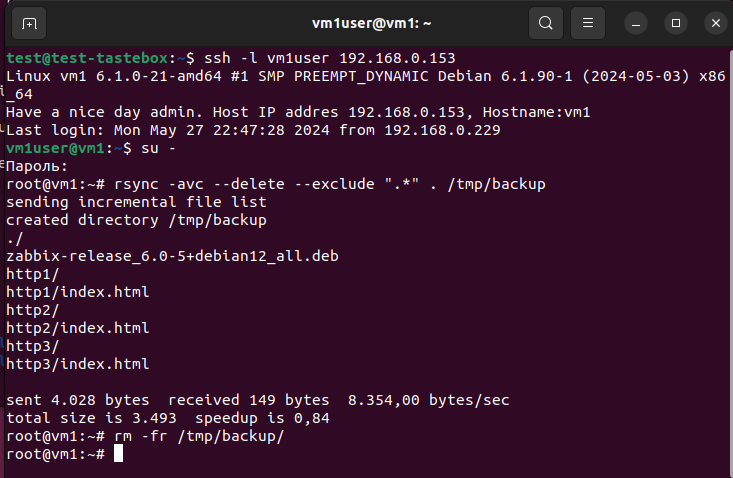 vm1user@vm1: ~
test@test-tastebox:~$ ssh -l vm1user 192.168.0.153
Linux vm1 6.1.0-21-amd64 #1 SMP PREEMPT_DYNAMIC Debian 6.1.90-1 (2024-05-03) x86
_64
Have a nice day admin. Host IP addres 192.168.0.153, Hostname:vm1
Last login: Mon May 27 22:47:28 2024 from 192.168.0.229
vm1user@vm1:~$ su -
Пароль:
root@vm1:~# rsync -avc --delete --exclude ".*" . /tmp/backup
sending incremental file list
created directory /tmp/backup
./
zabbix-release_6.0-5+debian12_all.deb
http1/
http1/index.html
http2/
http2/index.html
http3/
http3/index.html
sent 4.028 bytes  received 149 bytes  8.354,00 bytes/sec
total size is 3.493  speedup is 0,84
root@vm1:~# rm -fr /tmp/backup/
root@vm1:~#